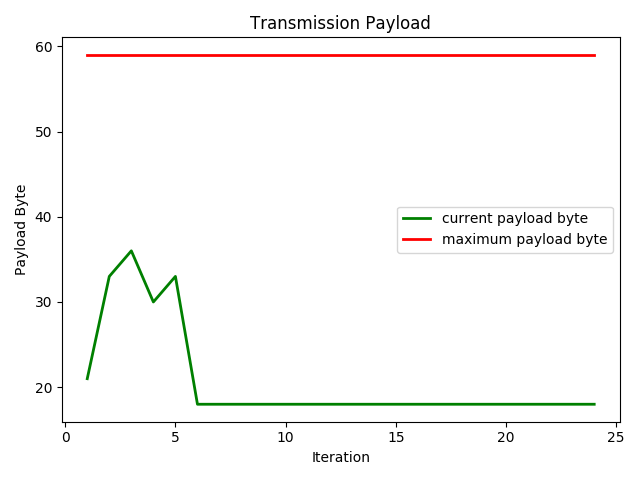 Transmission Payload
Payload Byte
60
50
40
30
20
current payload byte
maximum payload byte
0
5
10
15
20
25
Iteration